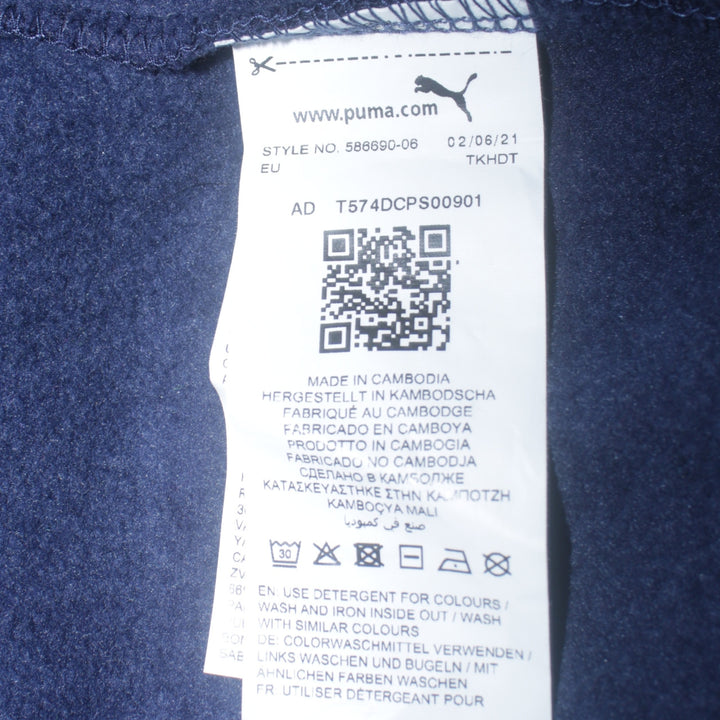 www.puma.com
STYLE NO. 586690-06 02/06/21
EU TKHDT
AD T574DCPS00901
MADE IN CAMBODIA
HERGESTELLT IN KAMBODSCHA
FABRIQUÉ AU CAMBODGE
FABRICADO EN CAMBOYA
PRODOTTO IN CAMBOGIA
FABRICADO NO CAMBODJA
СДЕЛАНО В КАМБОДЖЕ
ΚΑΤΑΣΚΕΥΑΣΤΗΚΕ ΣΤΗΝ ΚΑΜΠΟΤΖΗ
KAMBOÇYA MALI
صنع في كمبوديا
30
EN: USE DETERGENT FOR COLOURS /
WASH AND IRON INSIDE OUT / WASH
WITH SIMILAR COLOURS
DE: COLORWASCHMITTEL VERWENDEN /
LINKS WASCHEN UND BUGELN / MIT
ÄHNLICHEN FARBEN WASCHEN
FR: UTILISER DÉTERGENT POUR